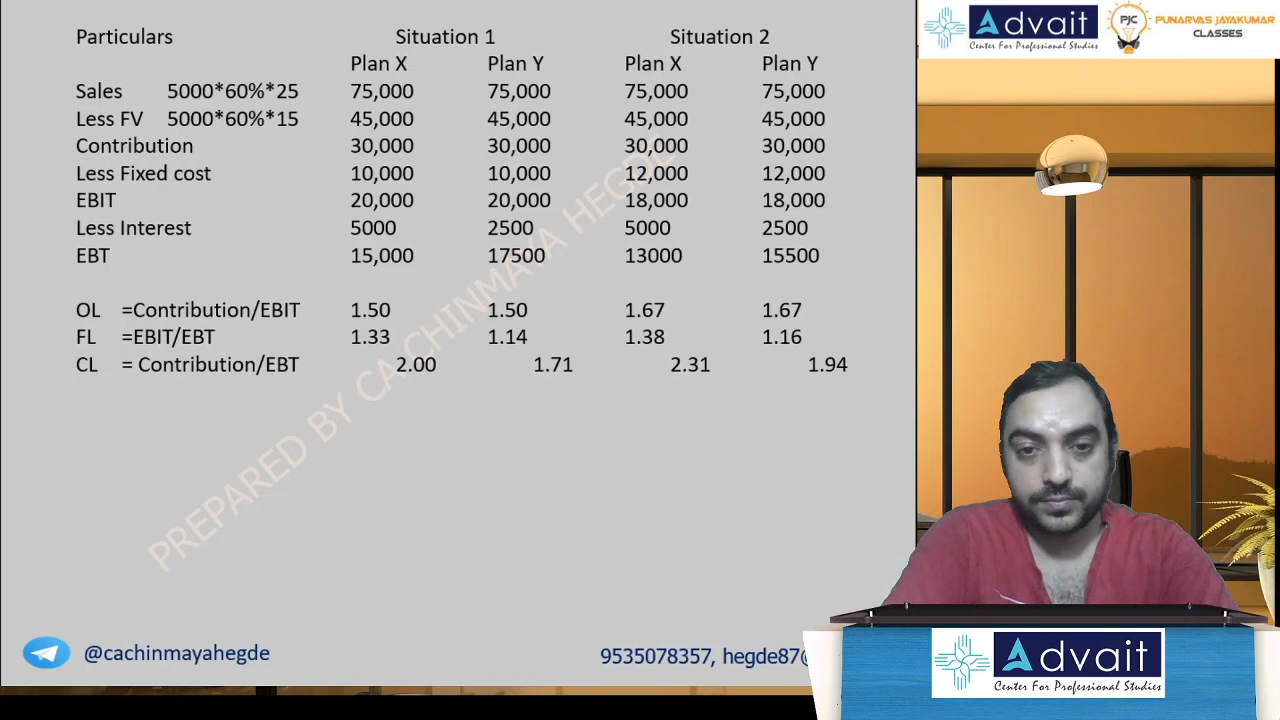 Particulars Situation 1 Situation 2
Plan X Plan Y Plan X Plan Y
Sales 5000*60%*25 75,000 75,000 75,000 75,000
Less FV 5000*60%*15 45,000 45,000 45,000 45,000
Contribution 30,000 30,000 30,000 30,000
Less Fixed cost 10,000 10,000 12,000 12,000
EBIT 20,000 20,000 18,000 18,000
Less Interest 5000 2500 5000 2500
EBT 15,000 17500 13000 15500
OL =Contribution/EBIT 1.50 1.50 1.67 1.67
FL =EBIT/EBT 1.33 1.14 1.38 1.16
CL = Contribution/EBT 2.00 1.71 2.31 1.94
PREPARED BY CA CHINMAYA HEGDE
@cachinmayahegde
9535078357, hegde87@
Advait
Center For Professional Studies
PJC
PUNARVAS JAYAKUMAR
CLASSES
Advait
Center For Professional Studies